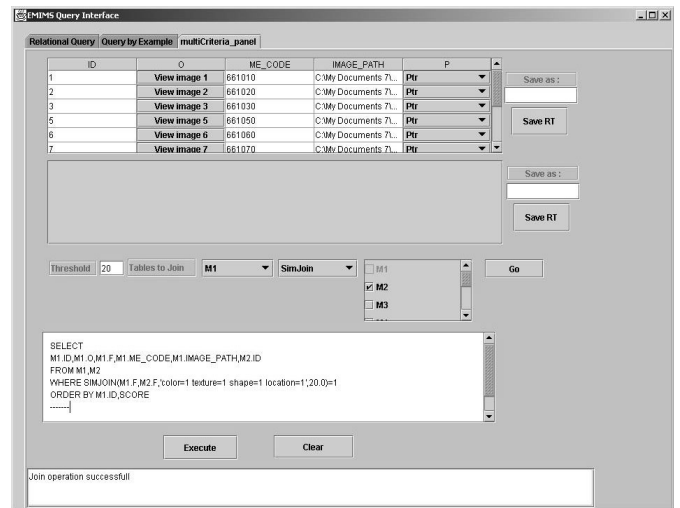 EMIMS Query Interface
Relational Query Query by Example multiCriteria_panel
ID O ME_CODE IMAGE_PATH P
1 View image 1 661010 C:\My Documents 7\... Ptr
2 View image 2 661020 C:\My Documents 7\... Ptr
3 View image 3 661030 C:\My Documents 7\... Ptr
5 View image 5 661050 C:\My Documents 7\... Ptr
6 View image 6 661060 C:\My Documents 7\... Ptr
7 View image 7 661070 C:\My Documents 7\... Ptr
Save as :
Save RT
Save as :
Save RT
Threshold 20 Tables to Join M1 SimJoin
M1
M2
M3
Go
SELECT
M1.ID,M1.O,M1.F,M1.ME_CODE,M1.IMAGE_PATH,M2.ID
FROM M1,M2
WHERE SIMJOIN(M1.F,M2.F,'color=1 texture=1 shape=1 location=1',20.0)=1
ORDER BY M1.ID,SCORE
-------
Execute Clear
Join operation successfull